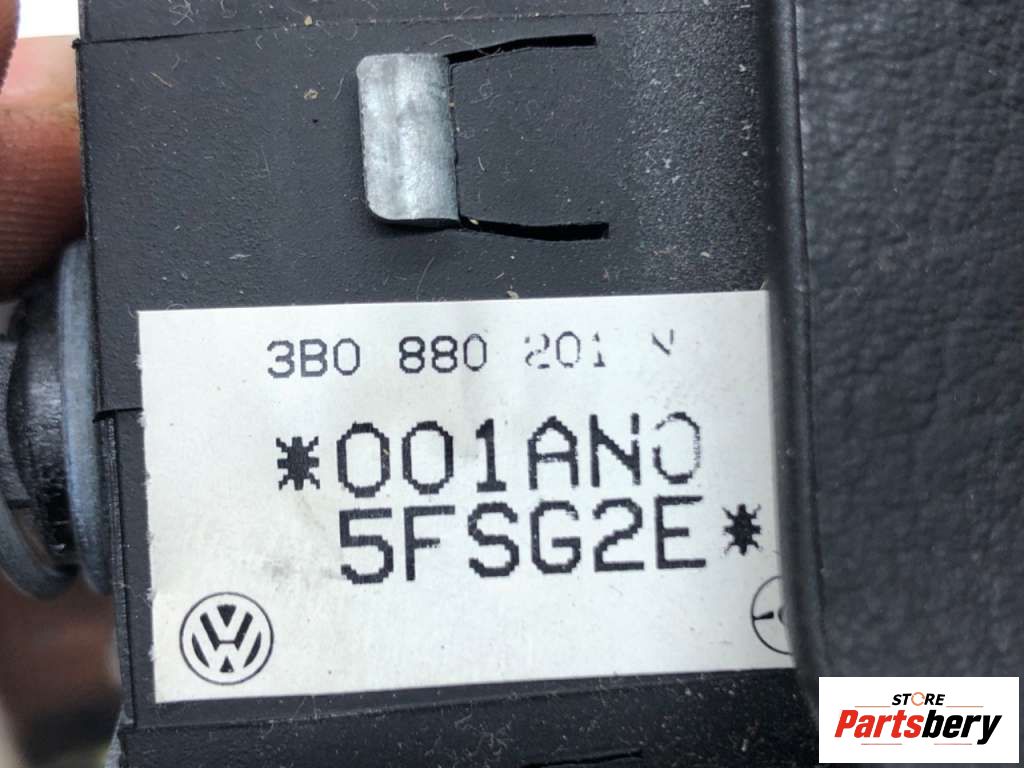 3B0 880 201 N
*001AN0
5FSG2E*
VW
STORE
Partsbery